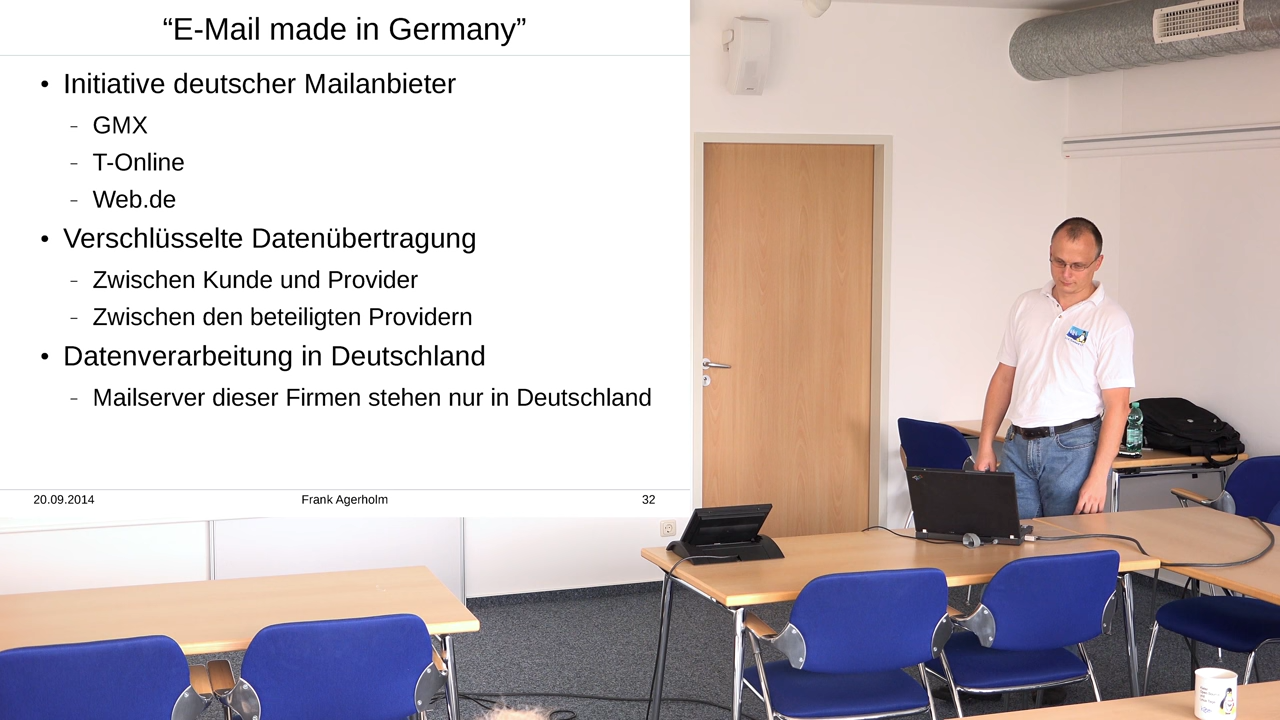 “E-Mail made in Germany”
• Initiative deutscher Mailanbieter
– GMX
– T-Online
– Web.de
• Verschlüsselte Datenübertragung
– Zwischen Kunde und Provider
– Zwischen den beteiligten Providern
• Datenverarbeitung in Deutschland
– Mailserver dieser Firmen stehen nur in Deutschland
20.09.2014 Frank Agerholm 32